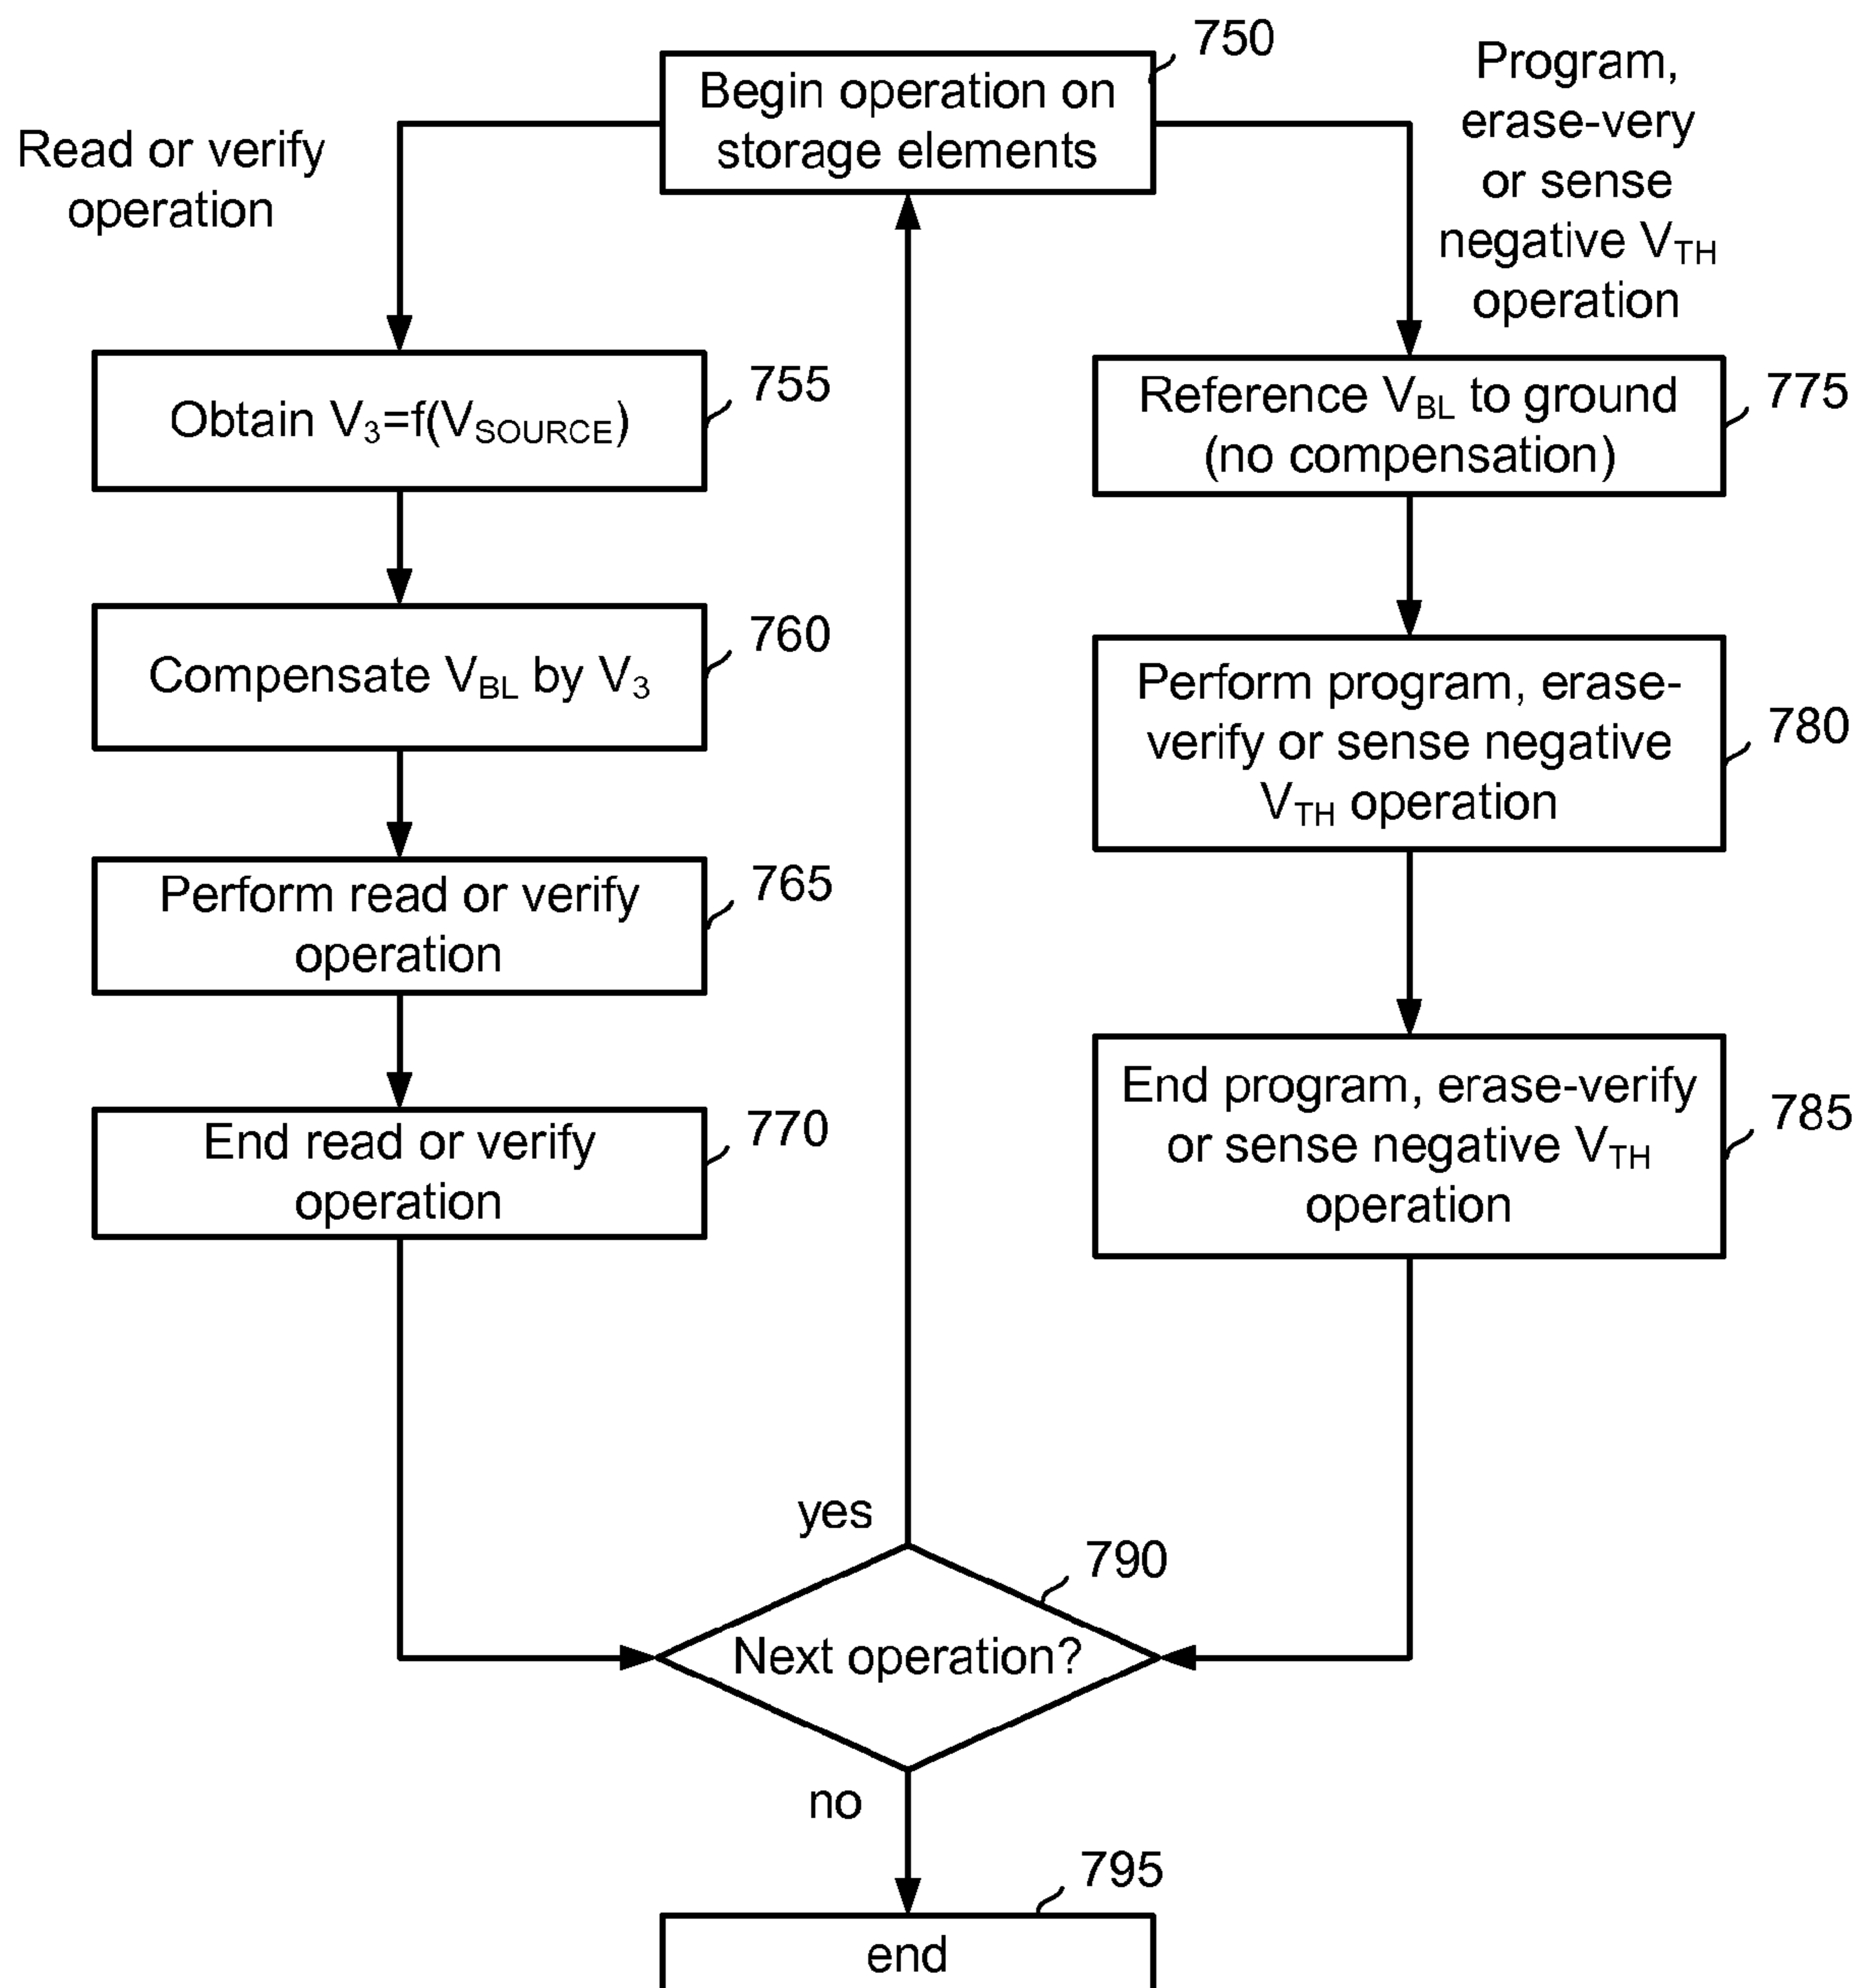 750
Begin operation on
storage elements
Read or verify
operation
Program,
erase-very
or sense
negative VTH
operation
755
Obtain V3=f(VSOURCE)
760
Compensate VBL by V3
765
Perform read or verify
operation
770
End read or verify
operation
775
Reference VBL to ground
(no compensation)
780
Perform program, erase-
verify or sense negative
VTH operation
785
End program, erase-verify
or sense negative VTH
operation
yes
790
Next operation?
no
795
end